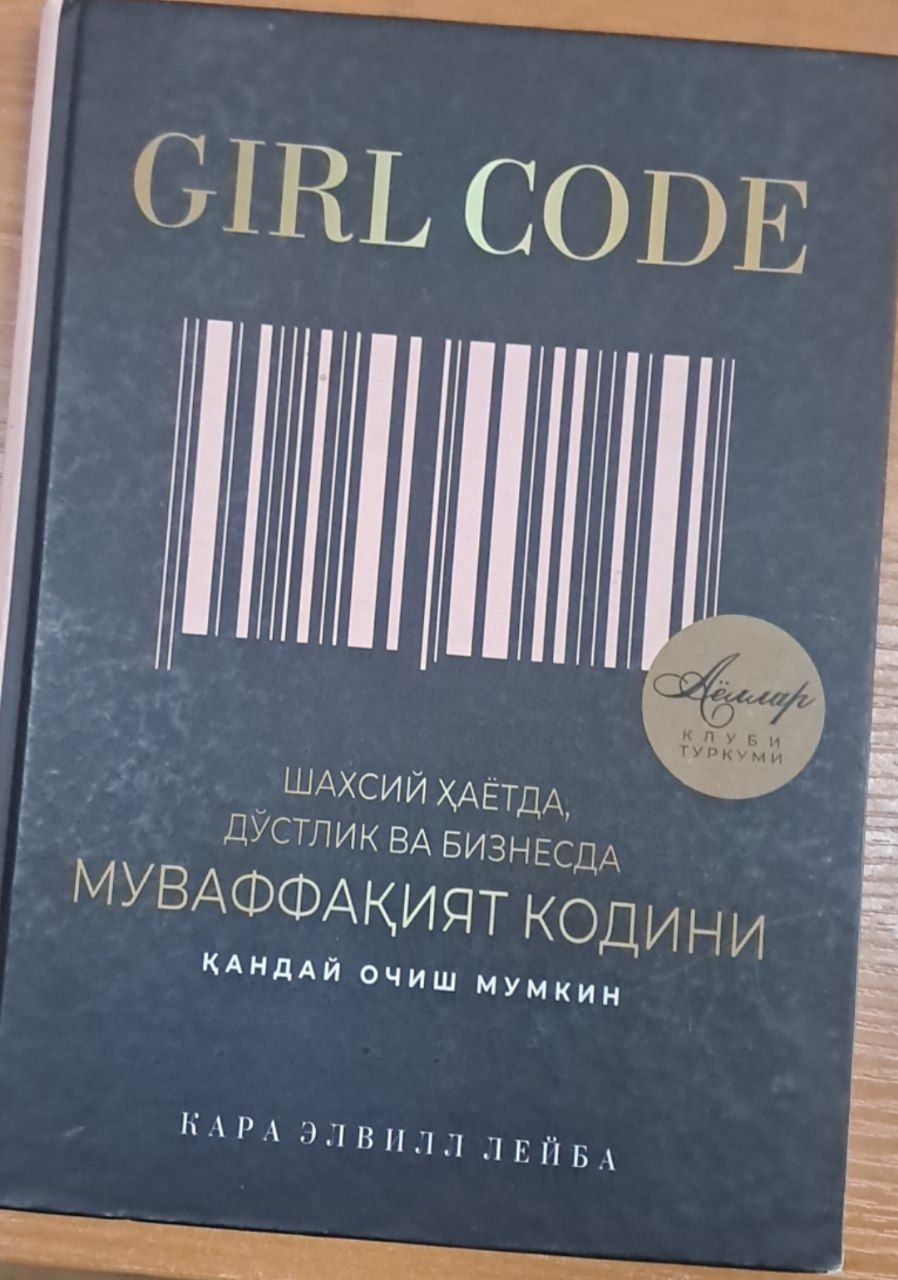 GIRL CODE
Аёллар
КЛУБИ
ТУРКУМИ
ШАХСИЙ ҲАЁТДА,
ДЎСТЛИК ВА БИЗНЕСДА
МУВАФФАҚИЯТ КОДИНИ
ҚАНДАЙ ОЧИШ МУМКИН
КАРА ЭЛВИЛЛ ЛЕЙБА